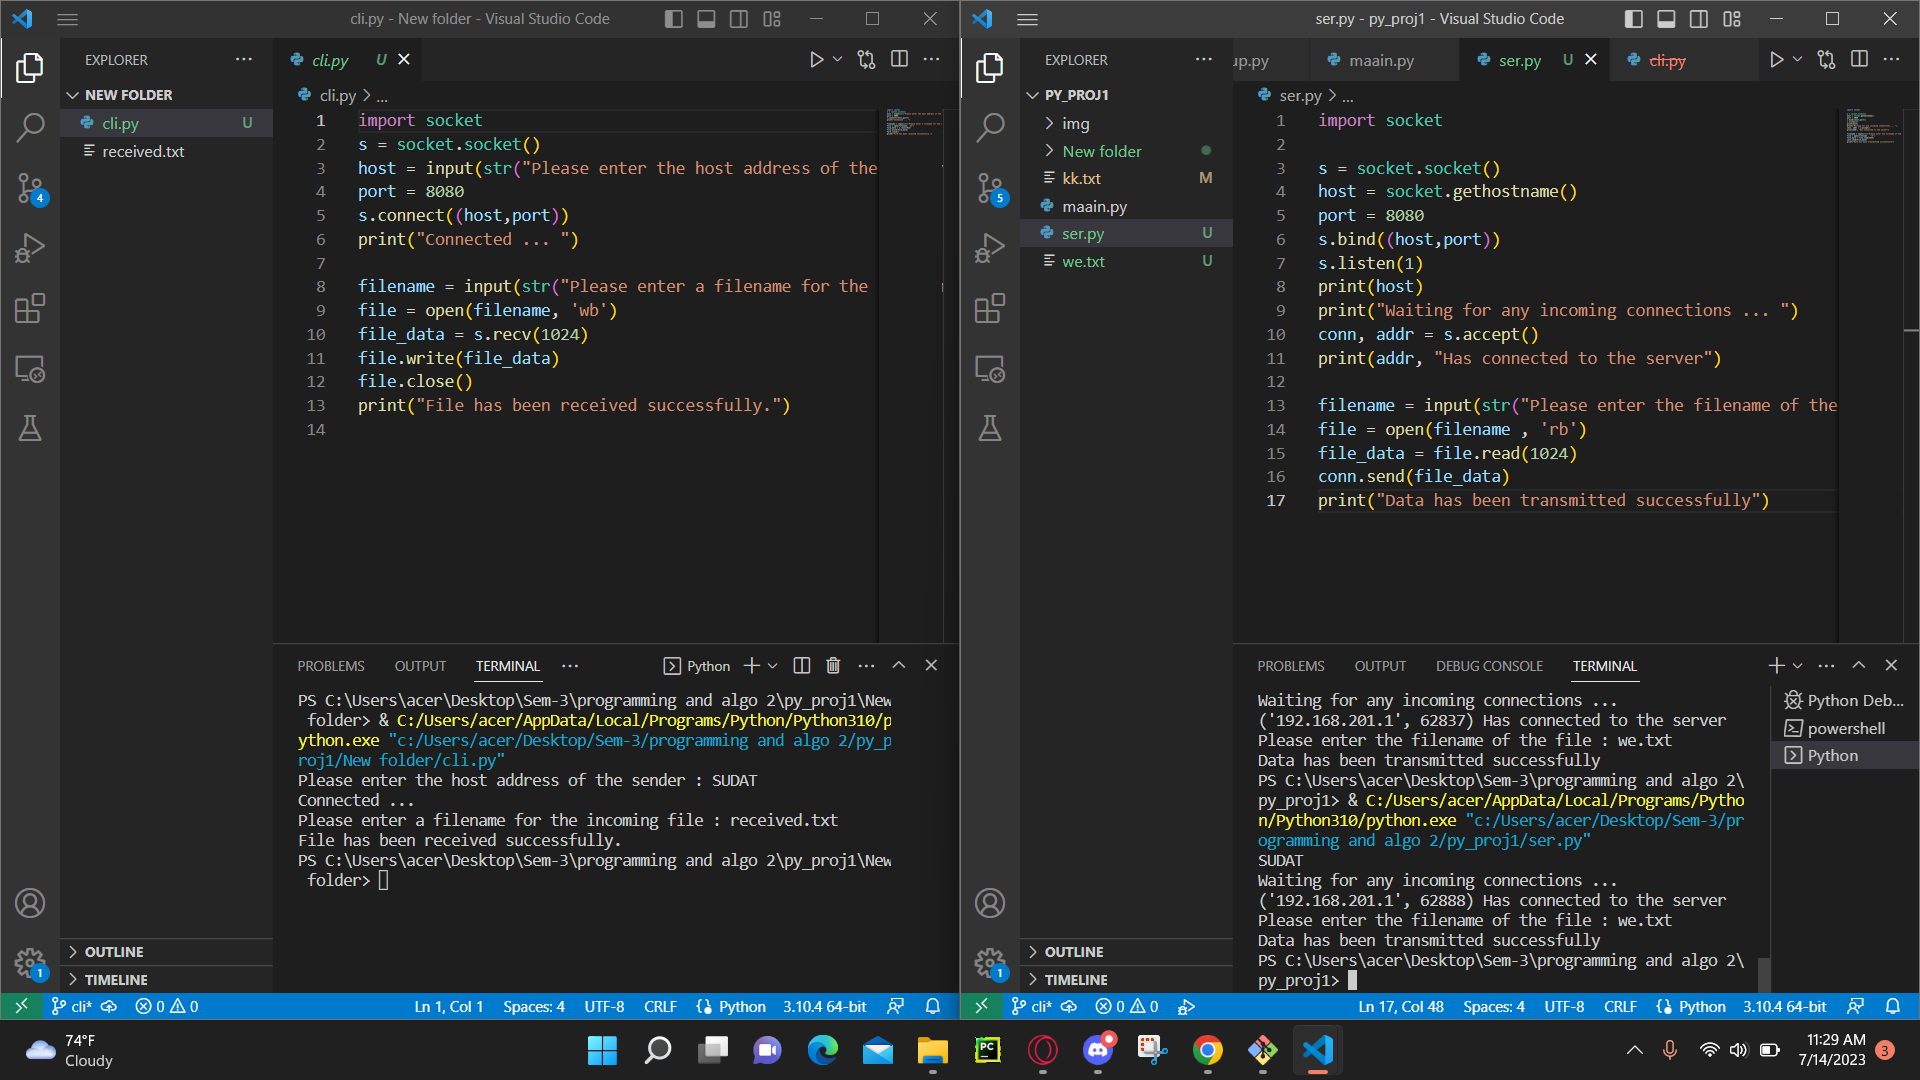 cli.py - New folder - Visual Studio Code
EXPLORER
NEW FOLDER
cli.py U
received.txt
4
1
OUTLINE
TIMELINE
cli.py U
cli.py > ...
1 import socket
2 s = socket.socket()
3 host = input(str("Please enter the host address of the
4 port = 8080
5 s.connect((host,port))
6 print("Connected ... ")
7
8 filename = input(str("Please enter a filename for the
9 file = open(filename, 'wb')
10 file_data = s.recv(1024)
11 file.write(file_data)
12 file.close()
13 print("File has been received successfully.")
14
PROBLEMS OUTPUT TERMINAL Python
PS C:\Users\acer\Desktop\Sem-3\programming and algo 2\py_proj1\New
folder> & C:/Users/acer/AppData/Local/Programs/Python/Python310/p
ython.exe "c:/Users/acer/Desktop/Sem-3/programming and algo 2/py_p
roj1/New folder/cli.py"
Please enter the host address of the sender : SUDAT
Connected ...
Please enter a filename for the incoming file : received.txt
File has been received successfully.
PS C:\Users\acer\Desktop\Sem-3\programming and algo 2\py_proj1\New
folder>
cli* 0 0 Ln 1, Col 1 Spaces: 4 UTF-8 CRLF Python 3.10.4 64-bit
ser.py - py_proj1 - Visual Studio Code
EXPLORER
PY_PROJ1
img
New folder
kk.txt M
maain.py
ser.py U
we.txt U
5
1
OUTLINE
TIMELINE
up.py maain.py ser.py U cli.py
ser.py > ...
1 import socket
2
3 s = socket.socket()
4 host = socket.gethostname()
5 port = 8080
6 s.bind((host,port))
7 s.listen(1)
8 print(host)
9 print("Waiting for any incoming connections ... ")
10 conn, addr = s.accept()
11 print(addr, "Has connected to the server")
12
13 filename = input(str("Please enter the filename of the
14 file = open(filename , 'rb')
15 file_data = file.read(1024)
16 conn.send(file_data)
17 print("Data has been transmitted successfully")
PROBLEMS OUTPUT DEBUG CONSOLE TERMINAL
Waiting for any incoming connections ...
('192.168.201.1', 62837) Has connected to the server
Please enter the filename of the file : we.txt
Data has been transmitted successfully
PS C:\Users\acer\Desktop\Sem-3\programming and algo 2\
py_proj1> & C:/Users/acer/AppData/Local/Programs/Pytho
n/Python310/python.exe "c:/Users/acer/Desktop/Sem-3/pr
ogramming and algo 2/py_proj1/ser.py"
SUDAT
Waiting for any incoming connections ...
('192.168.201.1', 62888) Has connected to the server
Please enter the filename of the file : we.txt
Data has been transmitted successfully
PS C:\Users\acer\Desktop\Sem-3\programming and algo 2\
py_proj1>
Python Deb...
powershell
Python
cli* 0 0 Ln 17, Col 48 Spaces: 4 UTF-8 CRLF Python 3.10.4 64-bit
74°F
Cloudy
PC
11:29 AM
7/14/2023
3